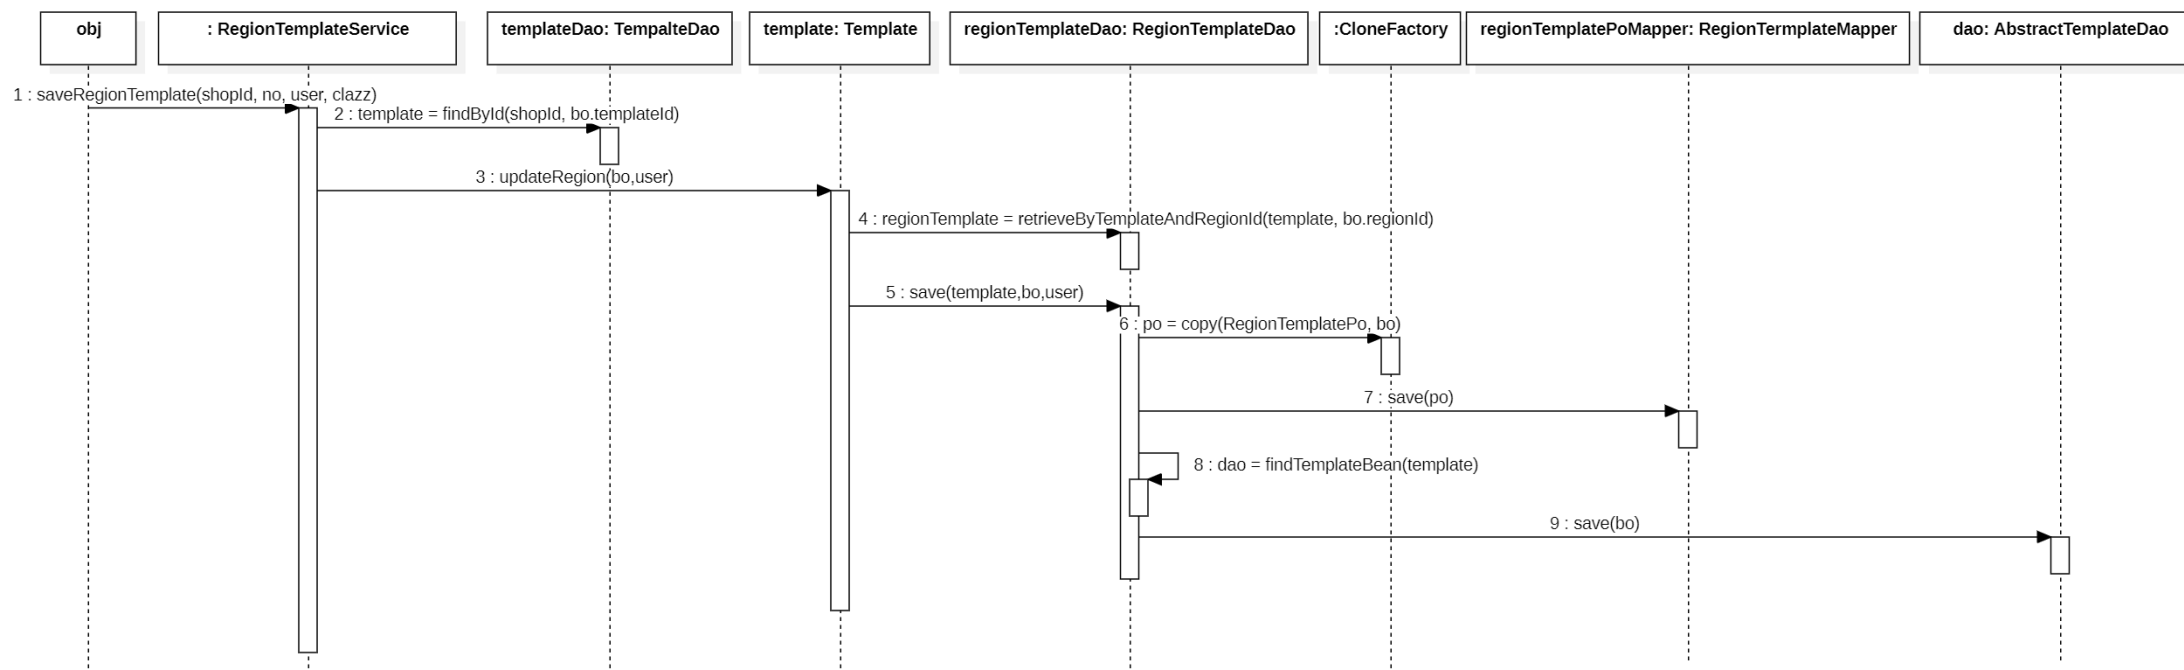 obj
: RegionTemplateService
templateDao: TempalteDao
template: Template
regionTemplateDao: RegionTemplateDao
:CloneFactory
regionTemplatePoMapper: RegionTermplateMapper
dao: AbstractTemplateDao
1 : saveRegionTemplate(shopId, no, user, clazz)
2 : template = findById(shopId, bo.templateId)
3 : updateRegion(bo,user)
4 : regionTemplate = retrieveByTemplateAndRegionId(template, bo.regionId)
5 : save(template,bo,user)
6 : po = copy(RegionTemplatePo, bo)
7 : save(po)
8 : dao = findTemplateBean(template)
9 : save(bo)